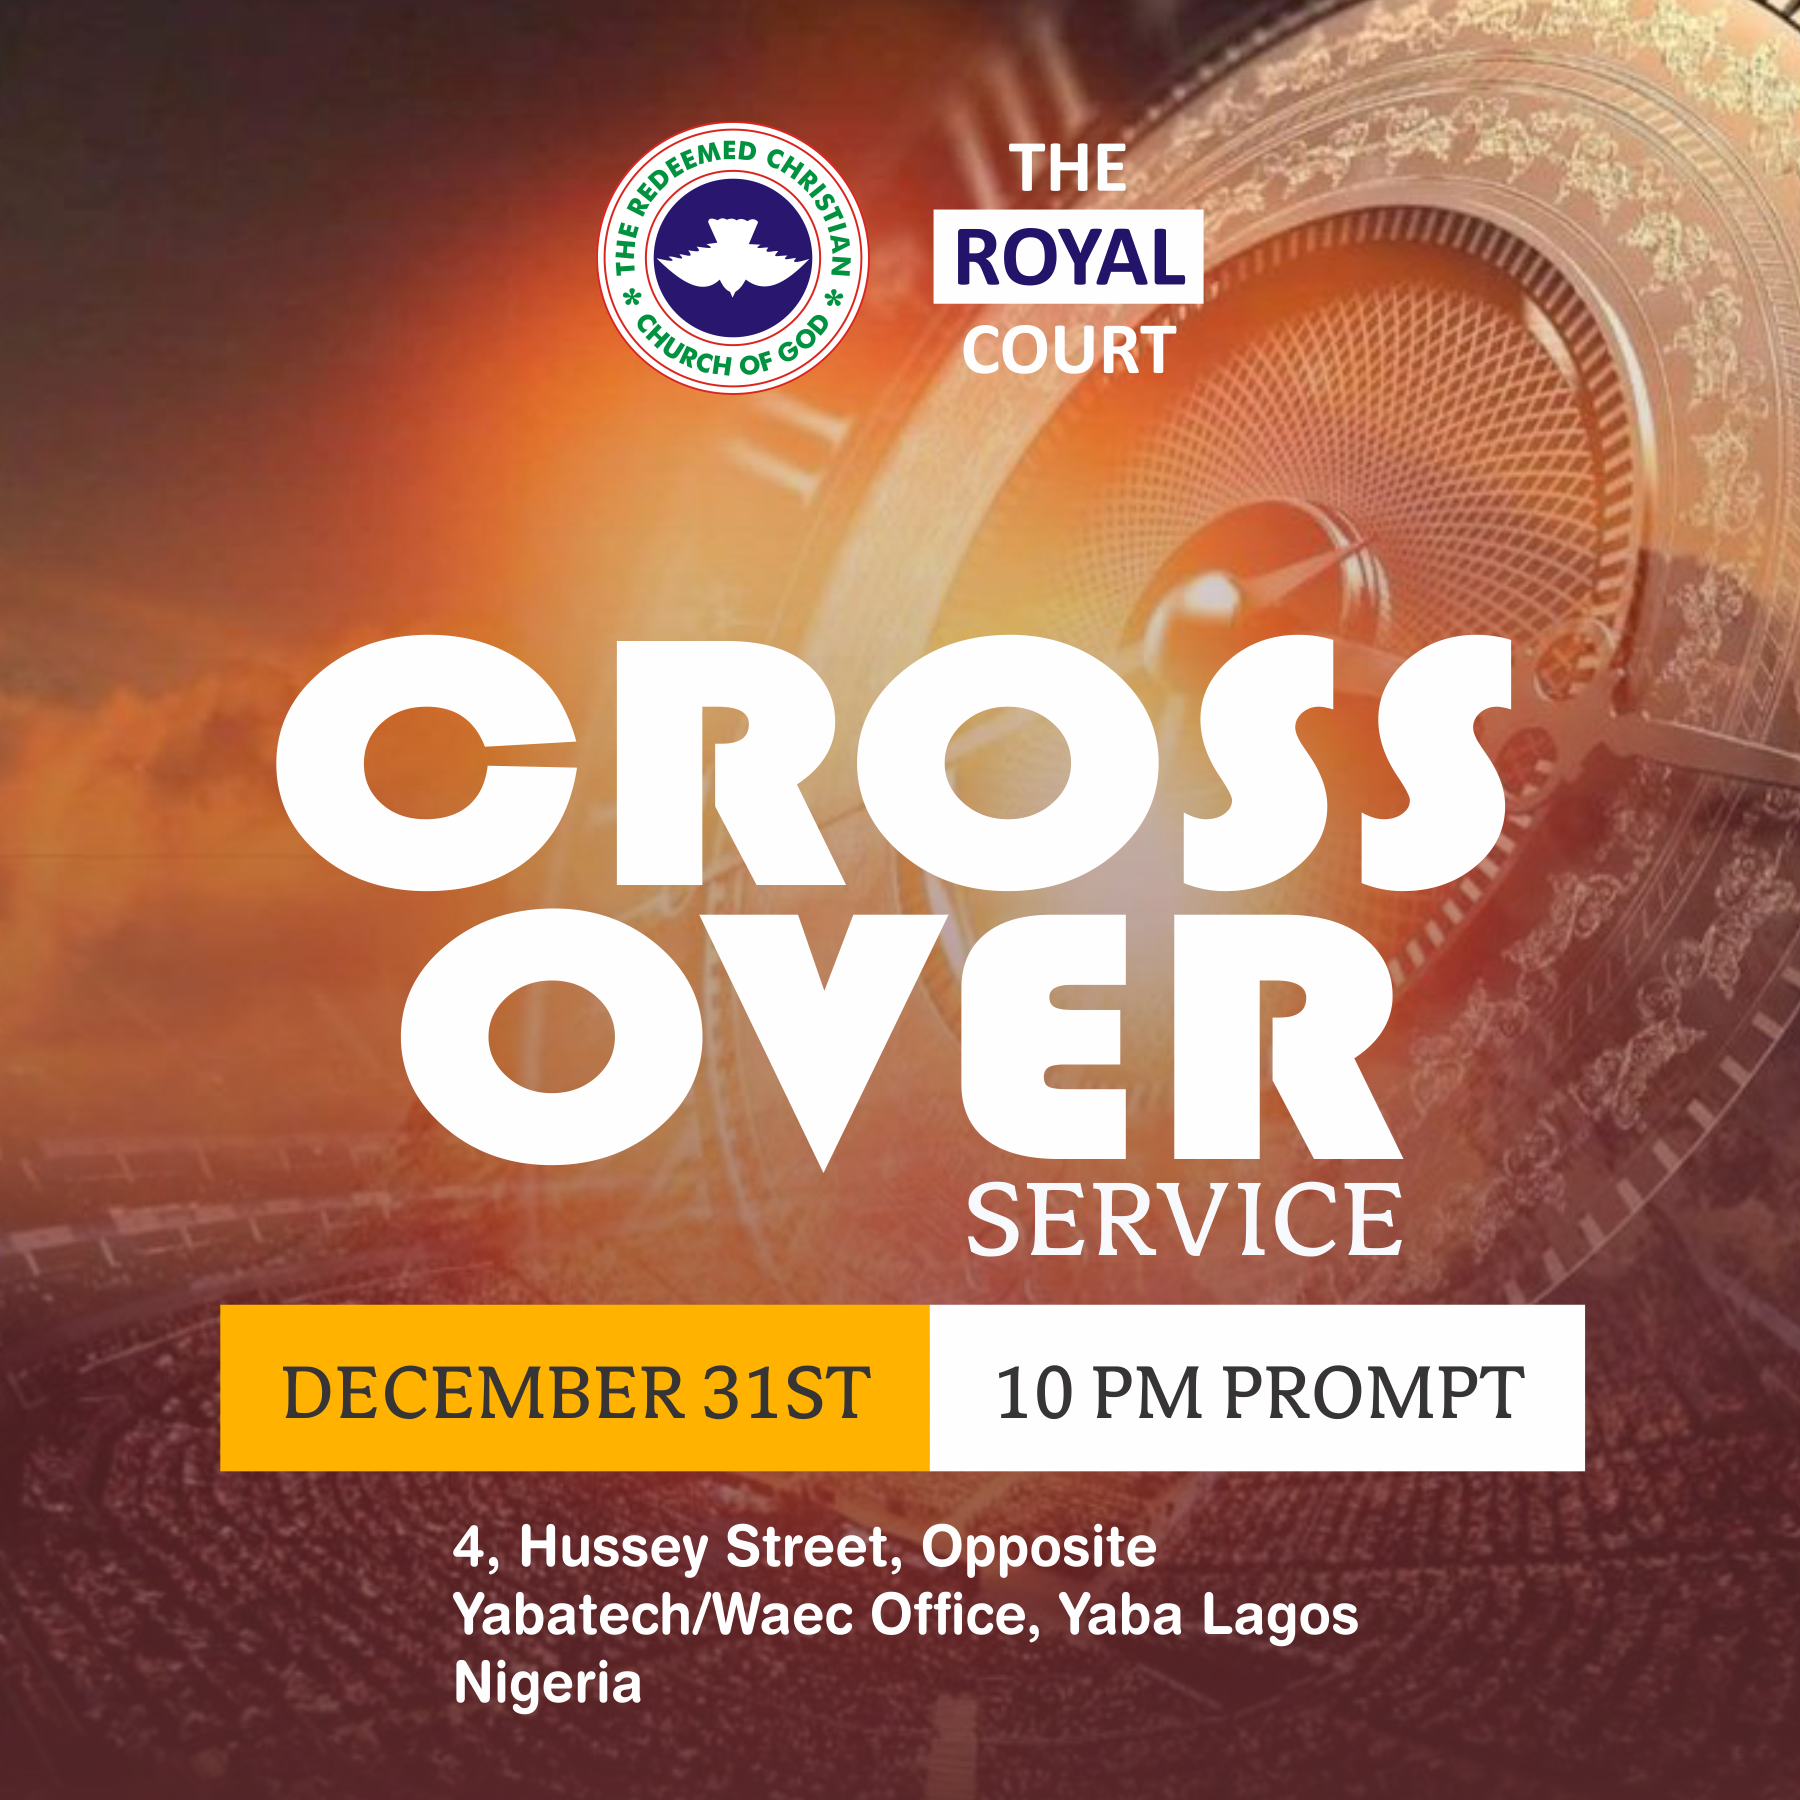 THE REDEEMED CHRISTIAN
* CHURCH OF GOD *
THE
ROYAL
COURT
CROSS
OVER
SERVICE
DECEMBER 31ST
10 PM PROMPT
4, Hussey Street, Opposite
Yabatech/Waec Office, Yaba Lagos
Nigeria